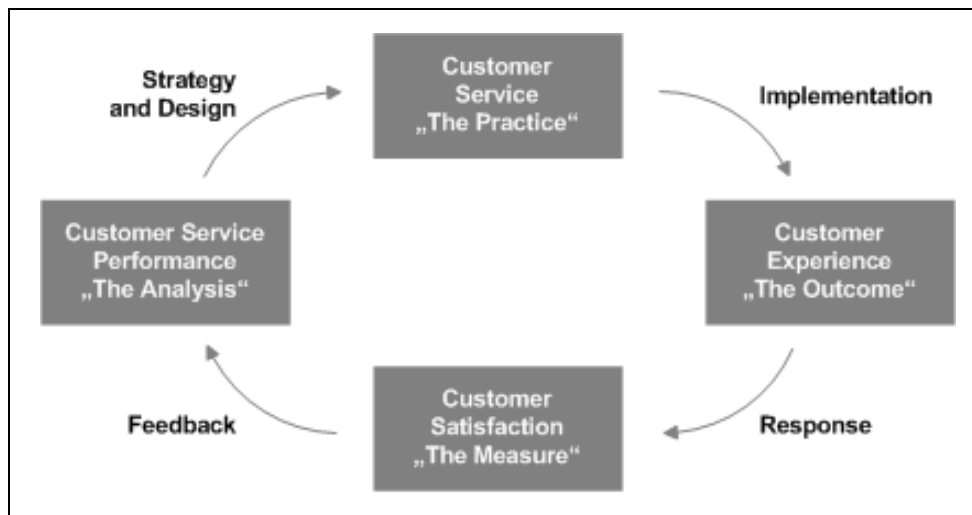 Customer
Service
„The Practice“
Implementation
Customer
Experience
„The Outcome“
Response
Customer
Satisfaction
„The Measure“
Feedback
Customer Service
Performance
„The Analysis“
Strategy
and Design